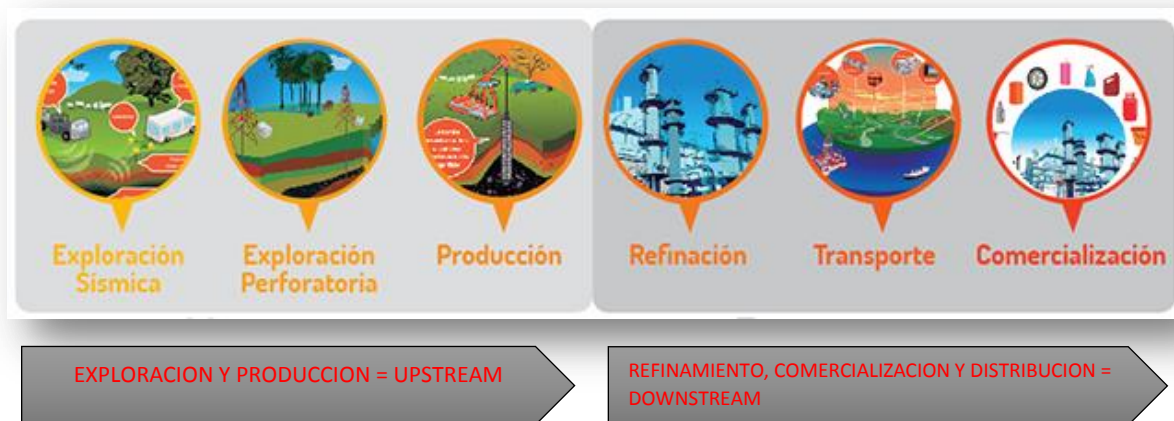 Exploración
Sísmica
Exploración
Perforatoria
Producción
Refinación
Transporte
Comercialización
EXPLORACION Y PRODUCCION = UPSTREAM
REFINAMIENTO, COMERCIALIZACION Y DISTRIBUCION =
DOWNSTREAM